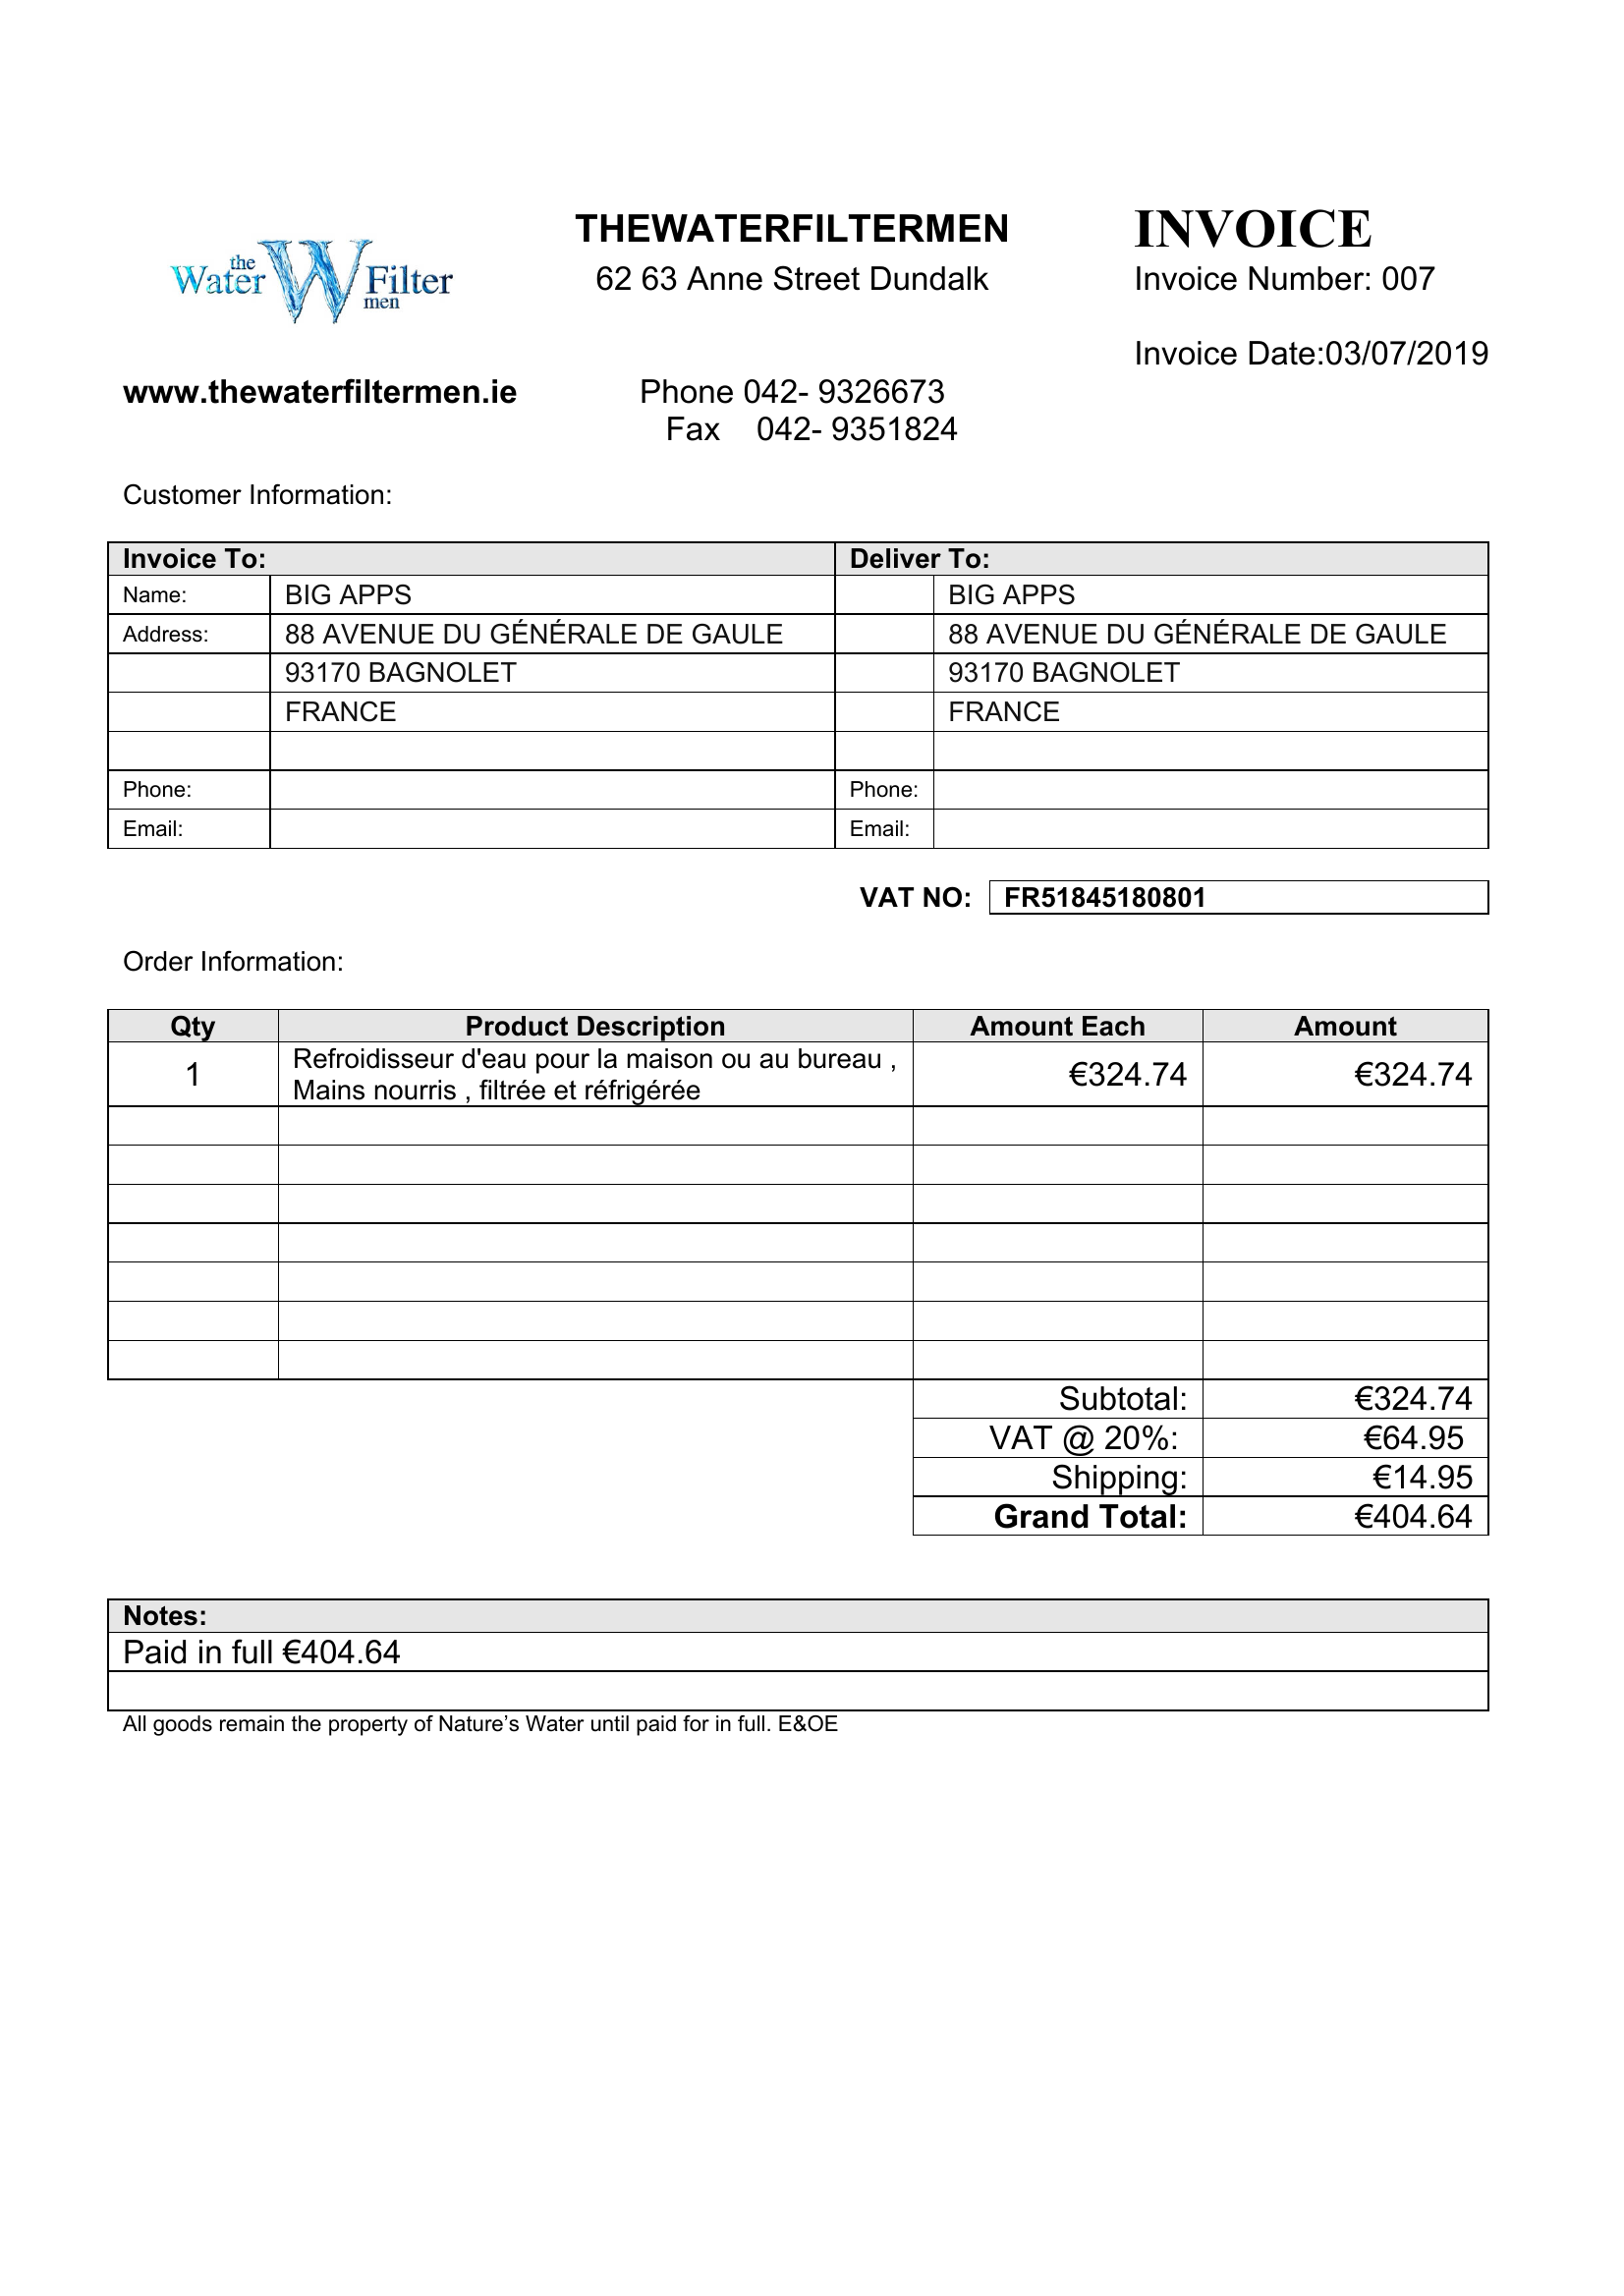 the
Water W Filter
men
THEWATERFILTERMEN
62 63 Anne Street Dundalk
INVOICE
Invoice Number: 007
Invoice Date:03/07/2019
www.thewaterfiltermen.ie
Phone 042- 9326673
Fax 042- 9351824
Customer Information:
Invoice To: Deliver To:
Name: BIG APPS BIG APPS
Address: 88 AVENUE DU GÉNÉRALE DE GAULE 88 AVENUE DU GÉNÉRALE DE GAULE
93170 BAGNOLET 93170 BAGNOLET
FRANCE FRANCE
Phone: Phone:
Email: Email:
VAT NO: FR51845180801
Order Information:
Qty Product Description Amount Each Amount
1 Refroidisseur d'eau pour la maison ou au bureau , €324.74 €324.74
Mains nourris , filtrée et réfrigérée
Subtotal: €324.74
VAT @ 20%: €64.95
Shipping: €14.95
Grand Total: €404.64
Notes:
Paid in full €404.64
All goods remain the property of Nature’s Water until paid for in full. E&OE